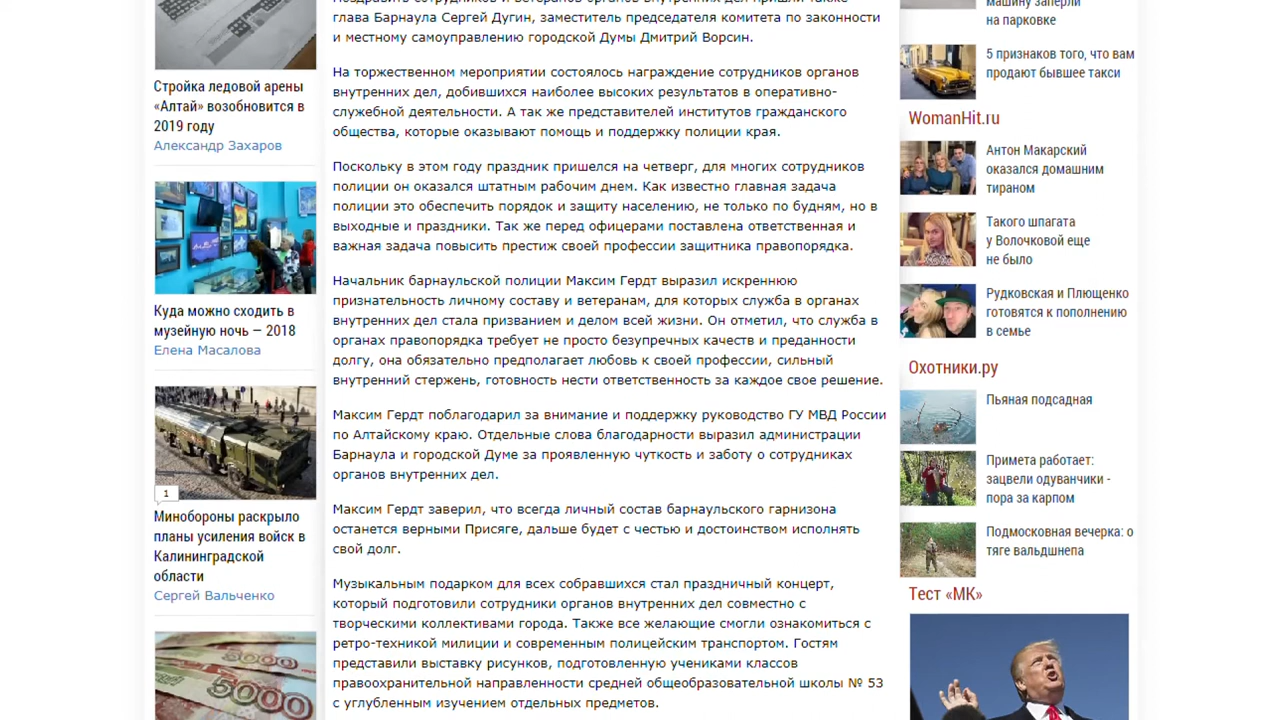 Стройка ледовой арены
«Алтай» возобновится в
2019 году
Александр Захаров
Куда можно сходить в
музейную ночь — 2018
Елена Масалова
1
Минобороны раскрыло
планы усиления войск в
Калининградской
области
Сергей Вальченко
5000
5000
глава Барнаула Сергей Дугин, заместитель председателя комитета по законности
и местному самоуправлению городской Думы Дмитрий Ворсин.
На торжественном мероприятии состоялось награждение сотрудников органов
внутренних дел, добившихся наиболее высоких результатов в оперативно-
служебной деятельности. А так же представителей институтов гражданского
общества, которые оказывают помощь и поддержку полиции края.
Поскольку в этом году праздник пришелся на четверг, для многих сотрудников
полиции он оказался штатным рабочим днем. Как известно главная задача
полиции это обеспечить порядок и защиту населению, не только по будням, но в
выходные и праздники. Так же перед офицерами поставлена ответственная и
важная задача повысить престиж своей профессии защитника правопорядка.
Начальник барнаульской полиции Максим Гердт выразил искреннюю
признательность личному составу и ветеранам, для которых служба в органах
внутренних дел стала призванием и делом всей жизни. Он отметил, что служба в
органах правопорядка требует не просто безупречных качеств и преданности
долгу, она обязательно предполагает любовь к своей профессии, сильный
внутренний стержень, готовность нести ответственность за каждое свое решение.
Максим Гердт поблагодарил за внимание и поддержку руководство ГУ МВД России
по Алтайскому краю. Отдельные слова благодарности выразил администрации
Барнаула и городской Думе за проявленную чуткость и заботу о сотрудниках
органов внутренних дел.
Максим Гердт заверил, что всегда личный состав барнаульского гарнизона
останется верными Присяге, дальше будет с честью и достоинством исполнять
свой долг.
Музыкальным подарком для всех собравшихся стал праздничный концерт,
который подготовили сотрудники органов внутренних дел совместно с
творческими коллективами города. Также все желающие смогли ознакомиться с
ретро-техникой милиции и современным полицейским транспортом. Гостям
представили выставку рисунков, подготовленную учениками классов
правоохранительной направленности средней общеобразовательной школы № 53
с углубленным изучением отдельных предметов.
машину заперли
на парковке
5 признаков того, что вам
продают бывшее такси
WomanHit.ru
Антон Макарский
оказался домашним
тираном
Такого шпагата
у Волочковой еще
не было
Рудковская и Плющенко
готовятся к пополнению
в семье
Охотники.ру
Пьяная подсадная
Примета работает:
зацвели одуванчики -
пора за карпом
Подмосковная вечерка: о
тяге вальдшнепа
Тест «МК»